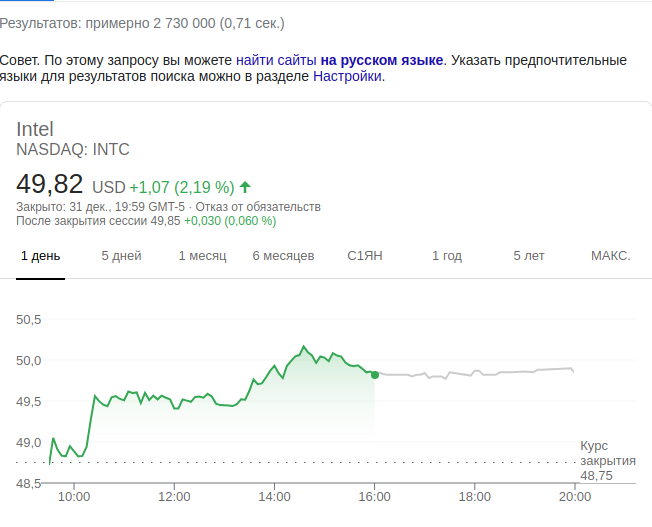 Результатов: примерно 2 730 000 (0,71 сек.)
Совет. По этому запросу вы можете найти сайты на русском языке. Указать предпочтительные
языки для результатов поиска можно в разделе Настройки.
Intel
NASDAQ: INTC
49,82 USD +1,07 (2,19 %)
Закрыто: 31 дек., 19:59 GMT-5 · Отказ от обязательств
После закрытия сессии 49,85 +0,030 (0,060 %)
1 день 5 дней 1 месяц 6 месяцев С1ЯН 1 год 5 лет МАКС.
50,5
50,0
49,5
49,0
48,5
Курс
закрытия
48,75
10:00 12:00 14:00 16:00 18:00 20:00